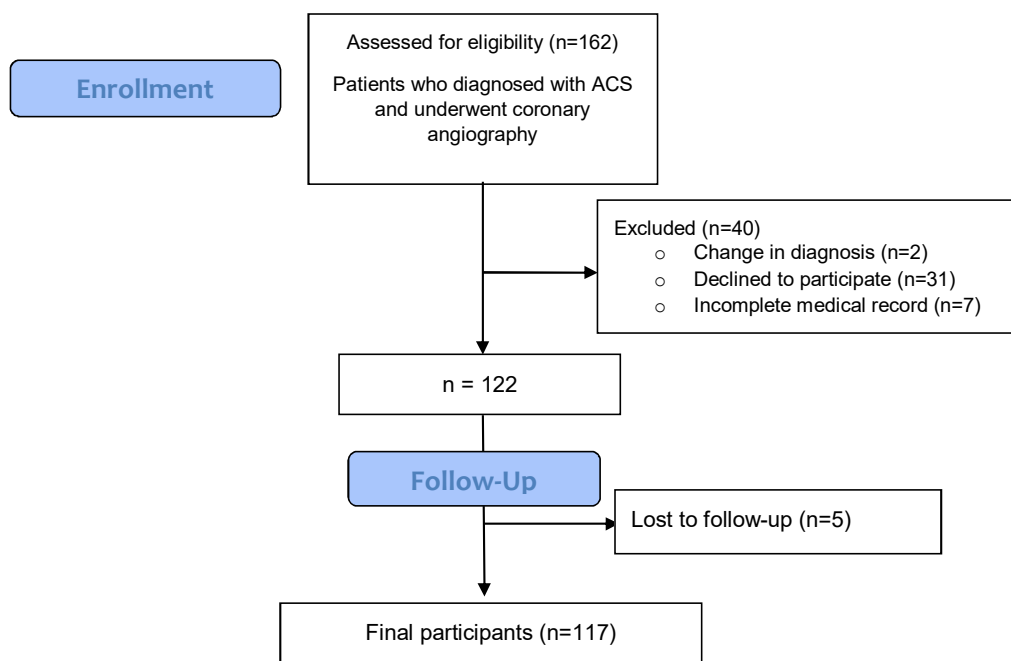 Assessed for eligibility (n=162)
Enrollment
Patients who diagnosed with ACS
and underwent coronary
angiography
Excluded (n=40)
o Change in diagnosis (n=2)
o Declined to participate (n=31)
o Incomplete medical record (n=7)
n = 122
Follow-Up
Lost to follow-up (n=5)
Final participants (n=117)